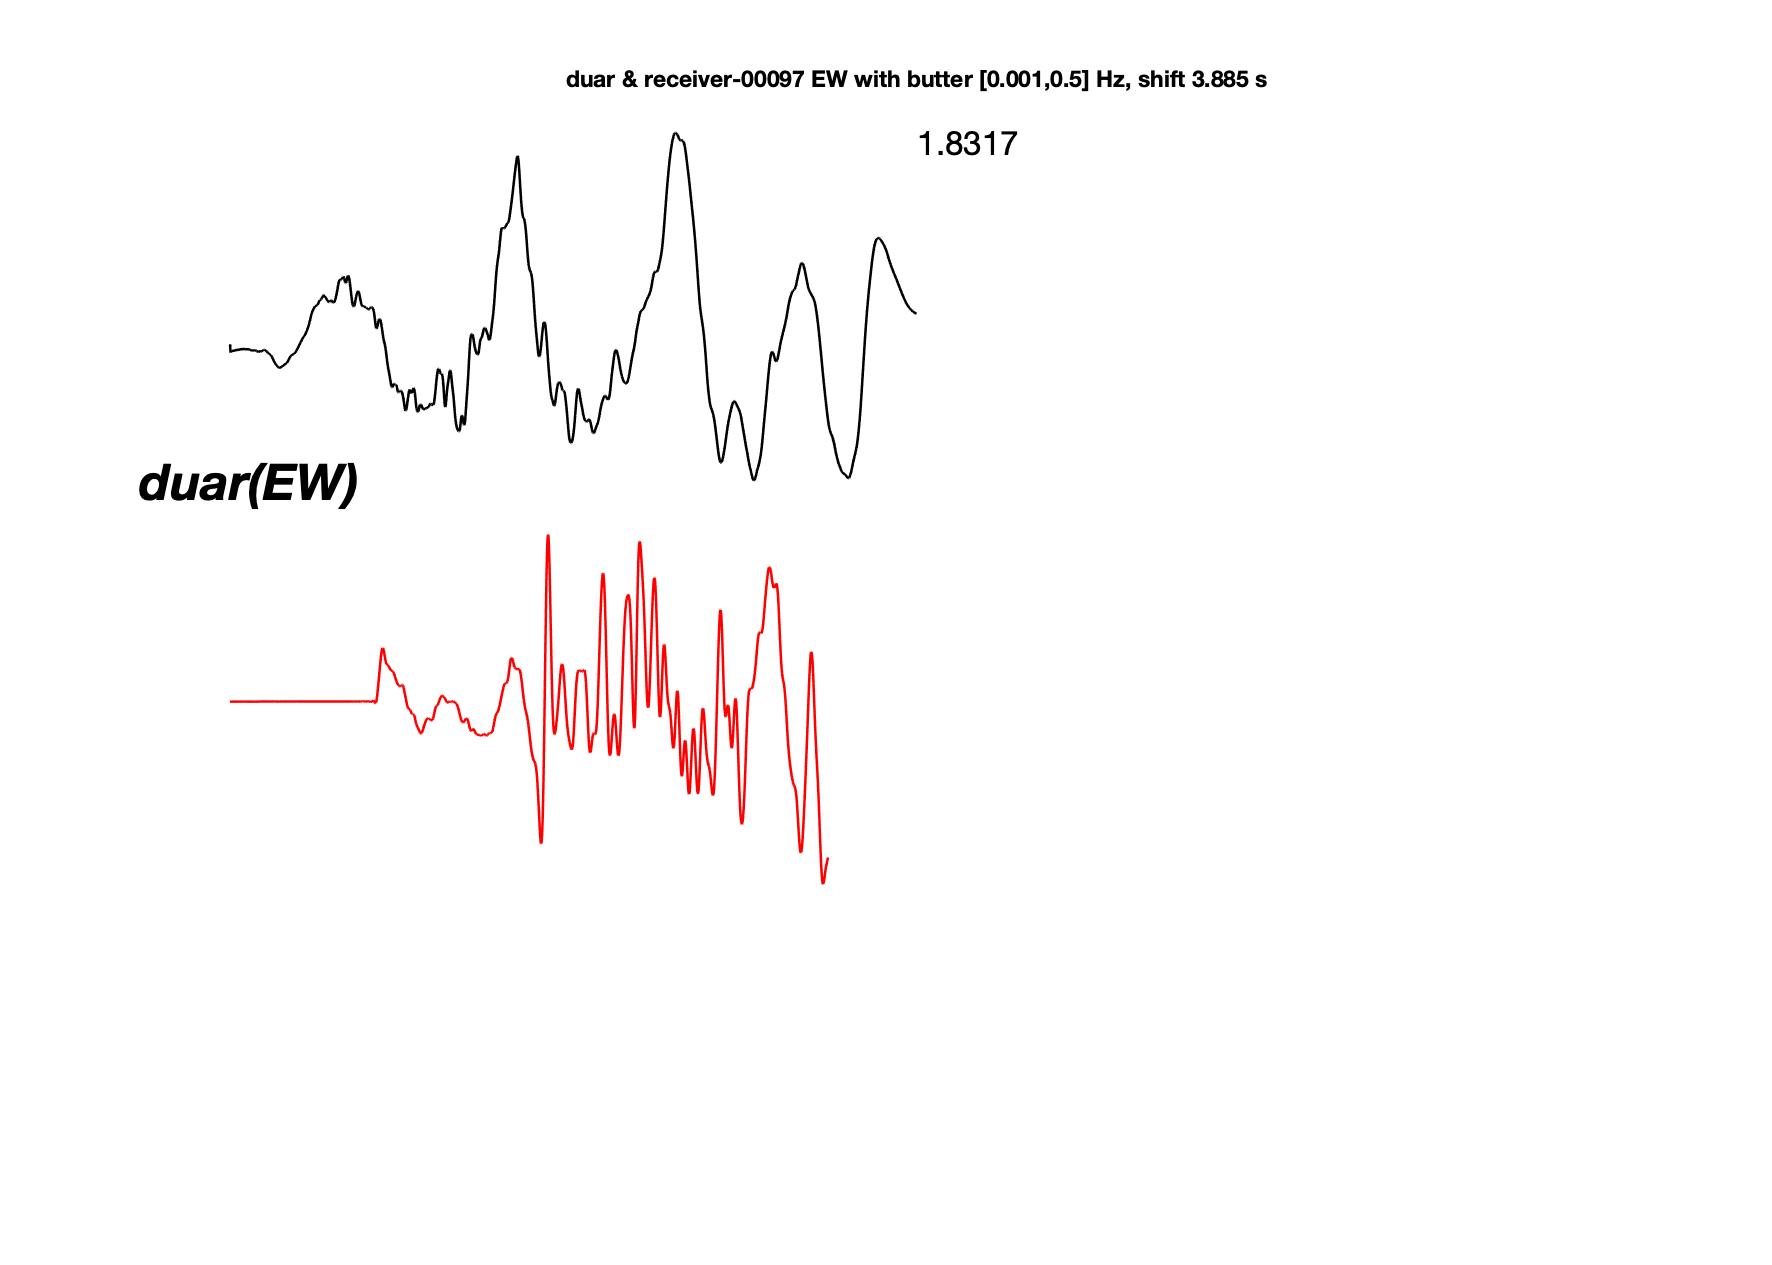 duar & receiver-00097 EW with butter [0.001,0.5] Hz, shift 3.885 s
1.8317
duar(EW)